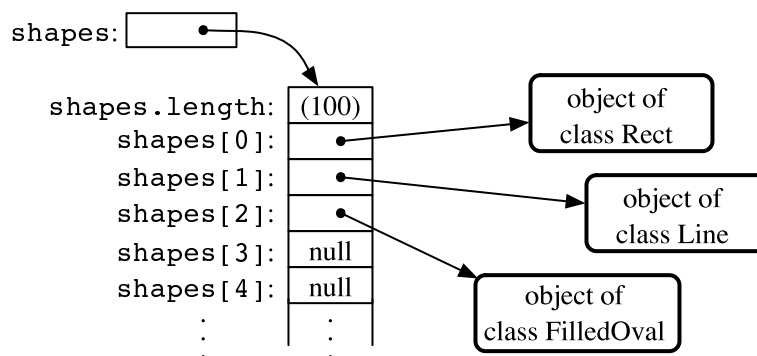 shapes:
shapes.length: (100)
object of
class Rect
shapes[0]:
shapes[1]:
object of
class Line
shapes[2]:
shapes[3]: null
shapes[4]: null
object of
class FilledOval